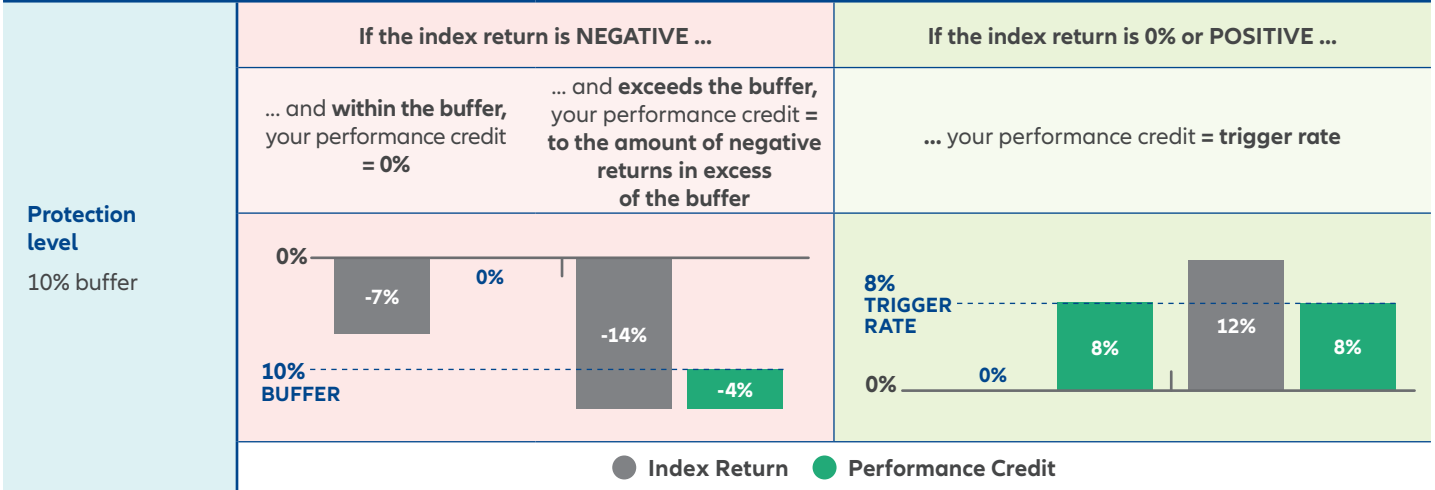 If the index return is NEGATIVE ...
If the index return is 0% or POSITIVE ...
... and within the buffer,
your performance credit
= 0%
... and exceeds the buffer,
your performance credit =
to the amount of negative
returns in excess
of the buffer
... your performance credit = trigger rate
Protection
level
10% buffer
0%
-7%
0%
-14%
10%
BUFFER
-4%
8%
TRIGGER
RATE
0%
0%
8%
12%
8%
Index Return
Performance Credit